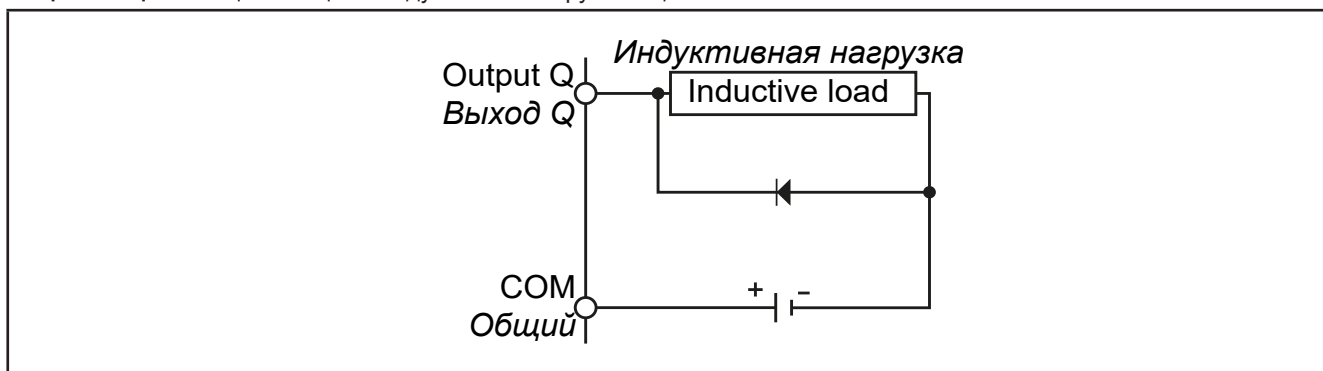 Индуктивная нагрузка
Output Q
Inductive load
Выход Q
COM
+ −
Общий